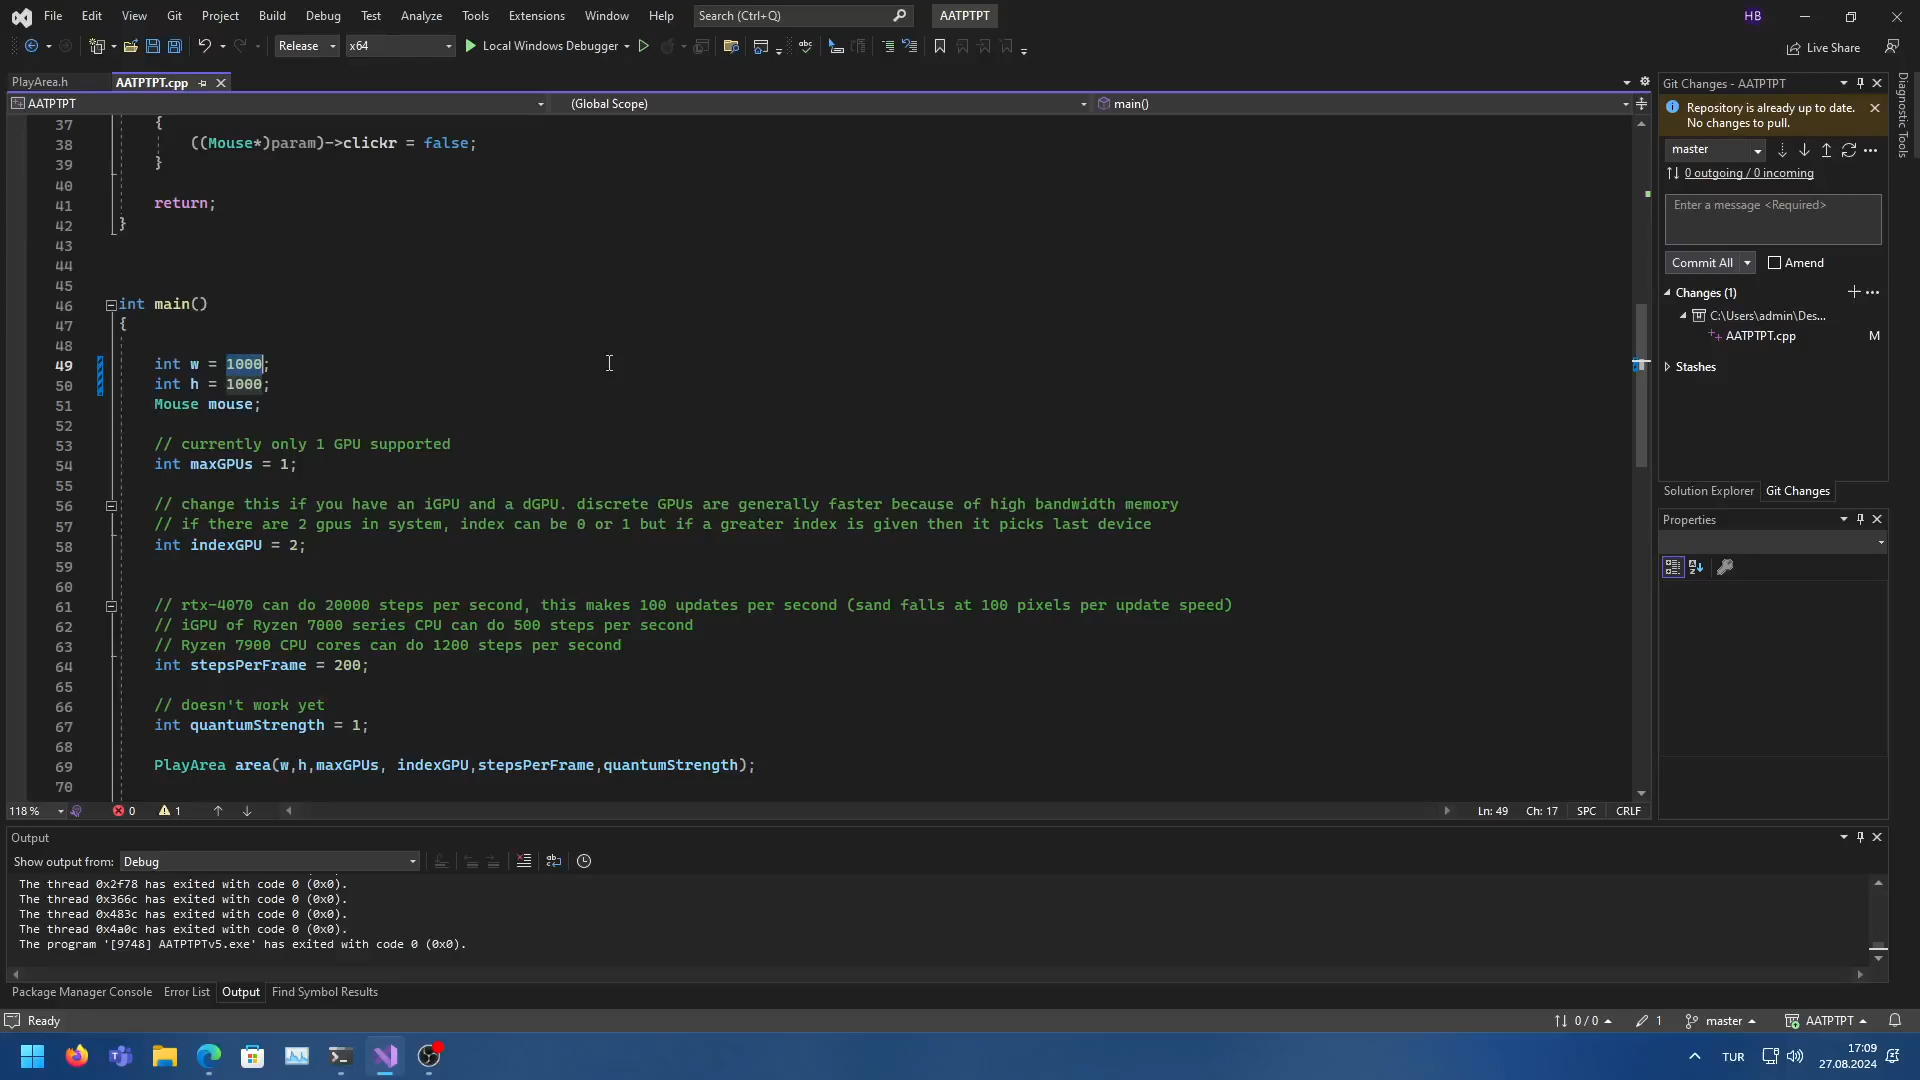 File Edit View Git Project Build Debug Test Analyze Tools Extensions Window Help Search (Ctrl+Q) AATPTPT HB
Release x64 Local Windows Debugger Live Share
PlayArea.h AATPTPT.cpp
AATPTPT (Global Scope) main()
37 {
38 ((Mouse*)param)->clickr = false;
39 }
40
41 return;
42 }
43
44
45
46 int main()
47 {
48
49 int w = 1000;
50 int h = 1000;
51 Mouse mouse;
52
53 // currently only 1 GPU supported
54 int maxGPUs = 1;
55
56 // change this if you have an iGPU and a dGPU. discrete GPUs are generally faster because of high bandwidth memory
57 // if there are 2 gpus in system, index can be 0 or 1 but if a greater index is given then it picks last device
58 int indexGPU = 2;
59
60
61 // rtx-4070 can do 20000 steps per second, this makes 100 updates per second (sand falls at 100 pixels per update speed)
62 // iGPU of Ryzen 7000 series CPU can do 500 steps per second
63 // Ryzen 7900 CPU cores can do 1200 steps per second
64 int stepsPerFrame = 200;
65
66 // doesn't work yet
67 int quantumStrength = 1;
68
69 PlayArea area(w,h,maxGPUs, indexGPU,stepsPerFrame,quantumStrength);
70
118 % 0 1 Ln: 49 Ch: 17 SPC CRLF
Git Changes - AATPTPT
Repository is already up to date.
No changes to pull.
master
0 outgoing / 0 incoming
Enter a message <Required>
Commit All Amend
Changes (1)
C:\Users\admin\Des...
AATPTPT.cpp M
Stashes
Solution Explorer Git Changes
Properties
Diagnostic Tools
Output
Show output from: Debug
The thread 0x2f78 has exited with code 0 (0x0).
The thread 0x366c has exited with code 0 (0x0).
The thread 0x483c has exited with code 0 (0x0).
The thread 0x4a0c has exited with code 0 (0x0).
The program '[9748] AATPTPTv5.exe' has exited with code 0 (0x0).
Package Manager Console Error List Output Find Symbol Results
Ready 0 / 0 1 master AATPTPT
TUR 17:09
27.08.2024